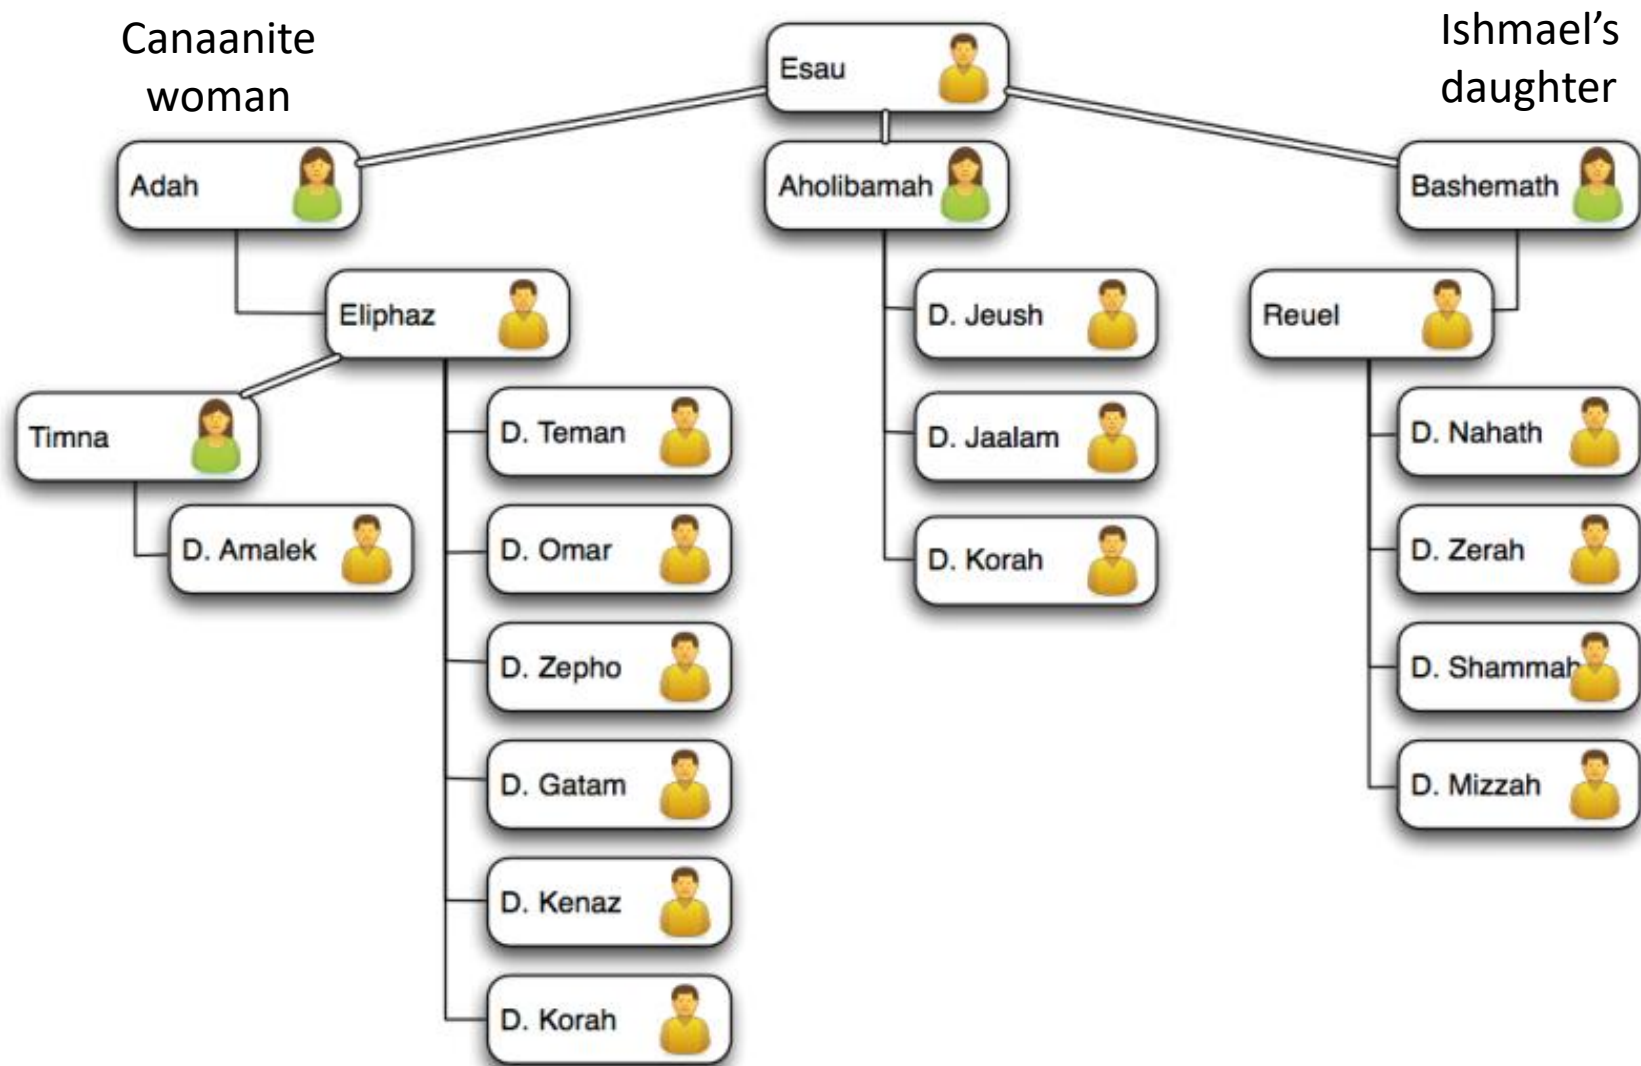 Canaanite
woman
Esau
Ishmael's
daughter
Adah
Aholibamah
Bashemath
Eliphaz
D. Jeush
Reuel
Timna
D. Teman
D. Jaalam
D. Nahath
D. Amalek
D. Omar
D. Korah
D. Zerah
D. Zepho
D. Shammah
D. Gatam
D. Mizzah
D. Kenaz
D. Korah